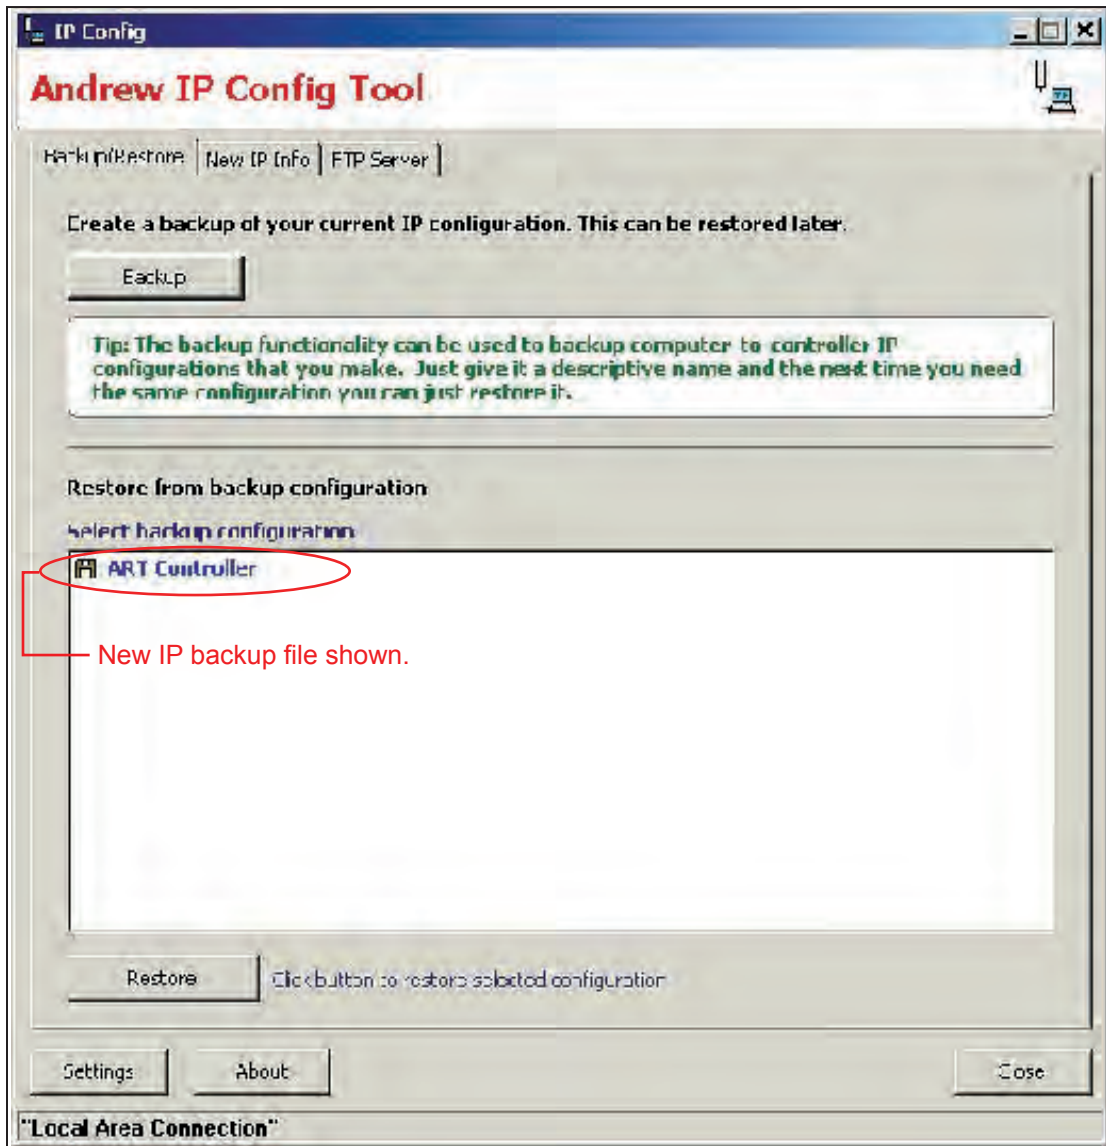 IP Config
Andrew IP Config Tool
Backup/Restore
New IP Info
FTP Server
Create a backup of your current IP configuration. This can be restored later.
Backup
Tip: The backup functionality can be used to backup computer to controller IP
configurations that you make. Just give it a descriptive name and the next time you need
the same configuration you can just restore it.
Restore from backup configuration
Select backup configuration
ART Controller
New IP backup file shown.
Restore
Click button to restore selected configuration
Settings
About
Close
"Local Area Connection"